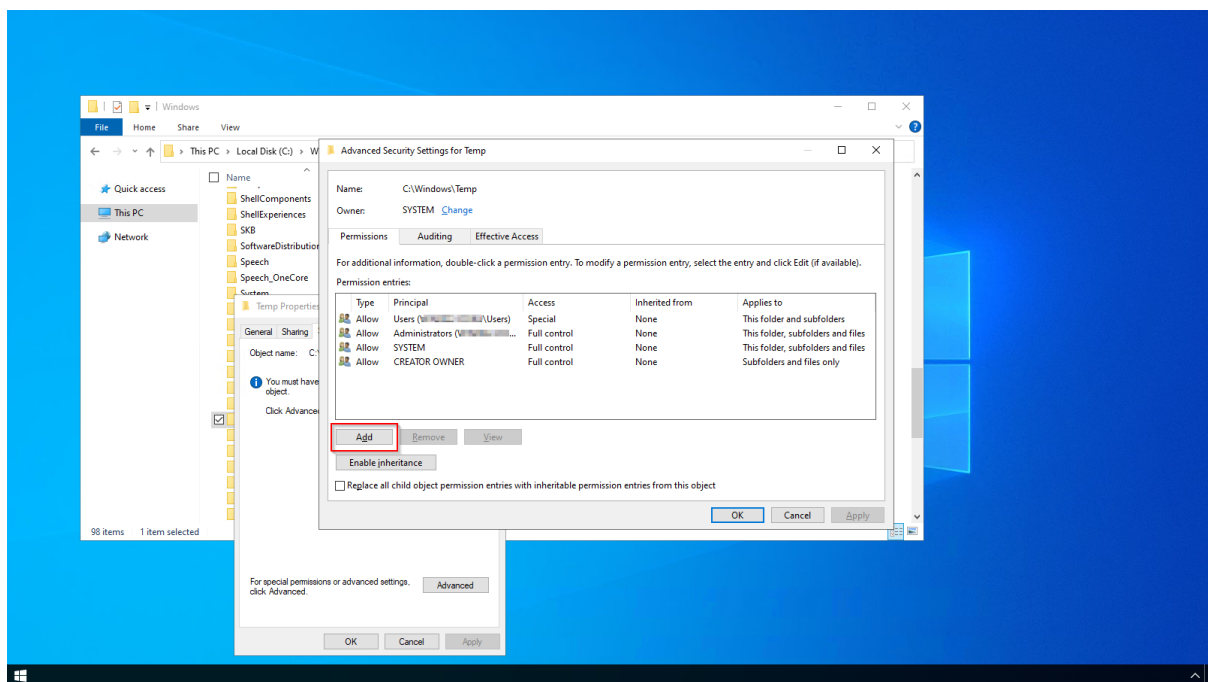 Windows
File Home Share View
This PC > Local Disk (C:) > W
Name
Quick access
This PC
Network
ShellComponents
ShellExperiences
SKB
SoftwareDistribution
Speech
Speech_OneCore
System
98 items 1 item selected
Temp Properties
General Sharing
Object name: C:\
You must have
object.
Click Advance
For special permissions or advanced settings,
click Advanced.
Advanced
OK Cancel Apply
Advanced Security Settings for Temp
Name: C:\Windows\Temp
Owner: SYSTEM Change
Permissions Auditing Effective Access
For additional information, double-click a permission entry. To modify a permission entry, select the entry and click Edit (if available).
Permission entries:
Type Principal Access Inherited from Applies to
Allow Users (\Users) Special None This folder and subfolders
Allow Administrators ( ... Full control None This folder, subfolders and files
Allow SYSTEM Full control None This folder, subfolders and files
Allow CREATOR OWNER Full control None Subfolders and files only
Add Remove View
Enable inheritance
Replace all child object permission entries with inheritable permission entries from this object
OK Cancel Apply